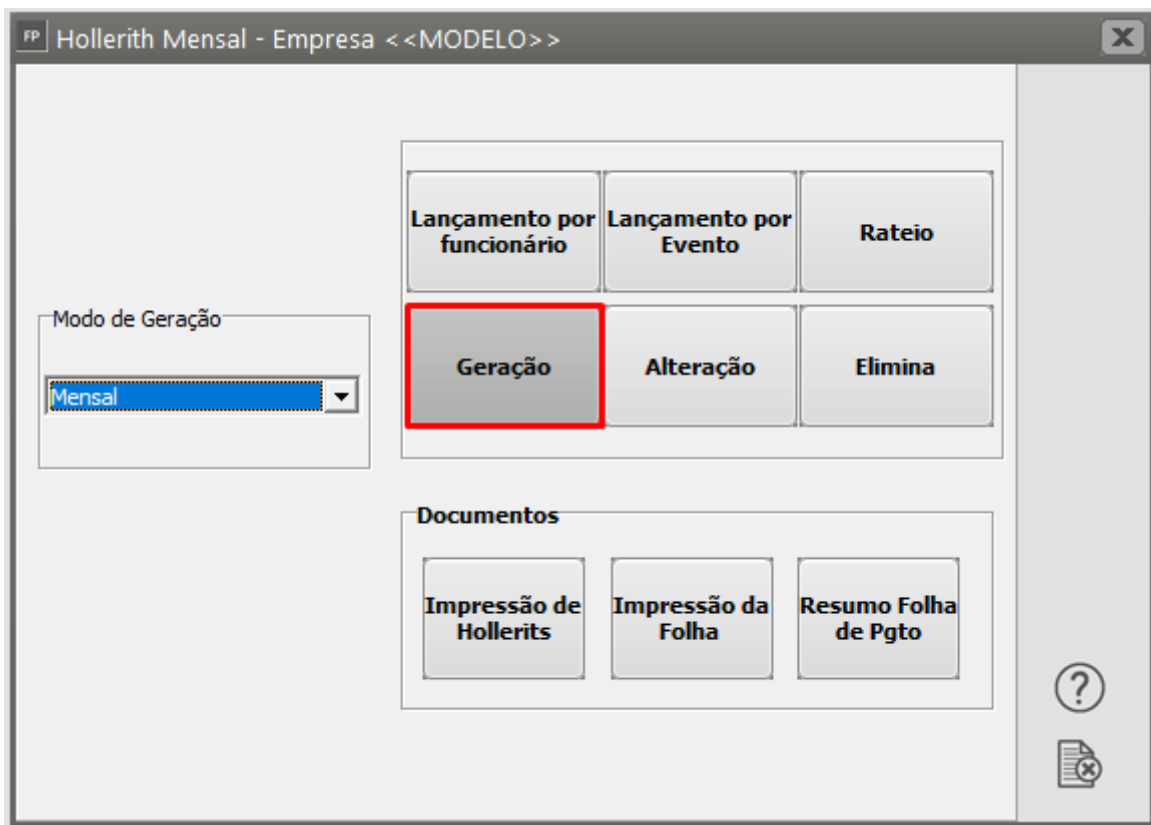 FP Hollerith Mensal - Empresa <<MODELO>>
Lançamento por
funcionário
Lançamento por
Evento
Rateio
Modo de Geração
Mensal
Geração
Alteração
Elimina
Documentos
Impressão de
Hollerits
Impressão da
Folha
Resumo Folha
de Pgto
?